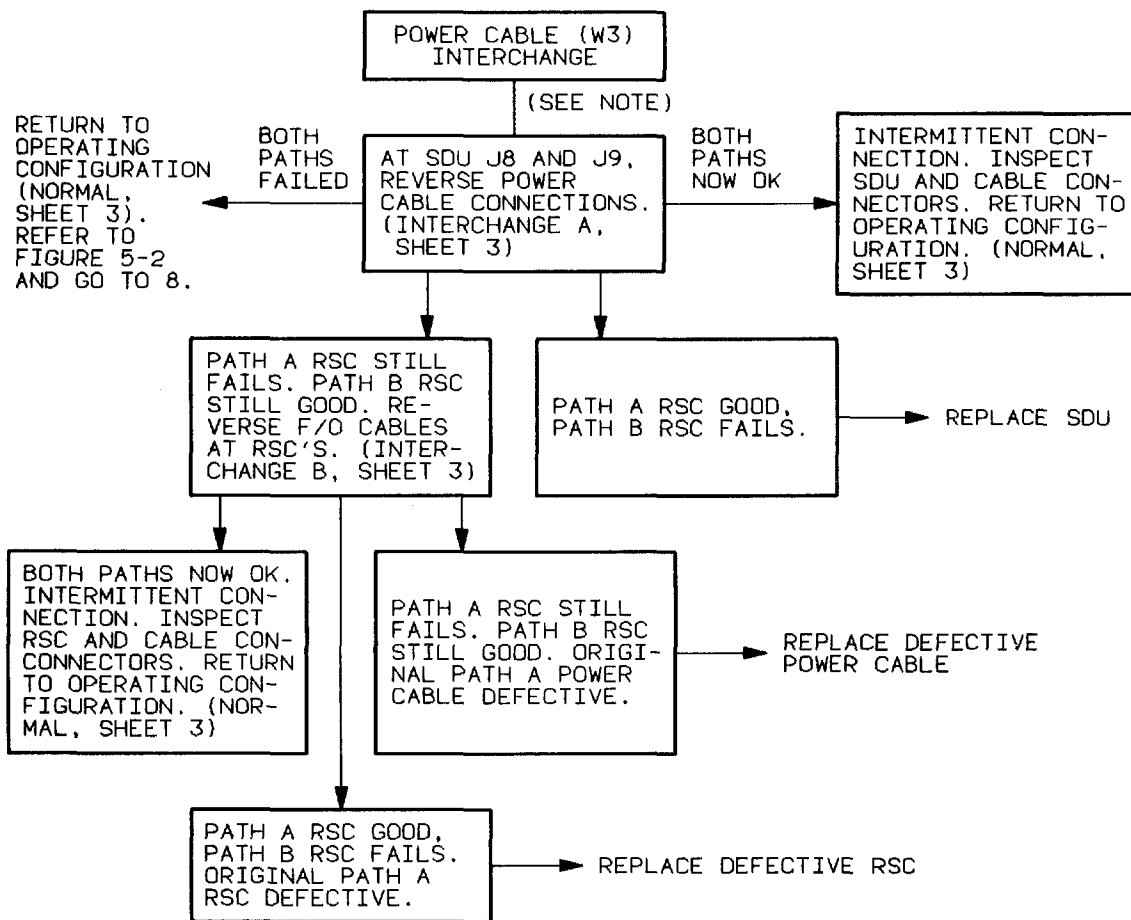 POWER CABLE (W3)
INTERCHANGE
(SEE NOTE)
RETURN TO
OPERATING
CONFIGURATION
(NORMAL,
SHEET 3).
REFER TO
FIGURE 5-2
AND GO TO 8.
BOTH
PATHS
FAILED
AT SDU J8 AND J9,
REVERSE POWER
CABLE CONNECTIONS.
(INTERCHANGE A,
SHEET 3)
BOTH
PATHS
NOW OK
INTERMITTENT CON-
NECTION. INSPECT
SDU AND CABLE CON-
NECTORS. RETURN TO
OPERATING CONFIG-
URATION. (NORMAL,
SHEET 3)
PATH A RSC STILL
FAILS. PATH B RSC
STILL GOOD. RE-
VERSE F/O CABLES
AT RSC'S. (INTER-
CHANGE B, SHEET 3)
PATH A RSC GOOD,
PATH B RSC FAILS.
REPLACE SDU
BOTH PATHS NOW OK.
INTERMITTENT CON-
NECTION. INSPECT
RSC AND CABLE CON-
CONNECTORS. RETURN
TO OPERATING CON-
FIGURATION. (NOR-
MAL, SHEET 3)
PATH A RSC STILL
FAILS. PATH B RSC
STILL GOOD. ORIGI-
NAL PATH A POWER
CABLE DEFECTIVE.
REPLACE DEFECTIVE
POWER CABLE
PATH A RSC GOOD,
PATH B RSC FAILS.
ORIGINAL PATH A
RSC DEFECTIVE.
REPLACE DEFECTIVE RSC